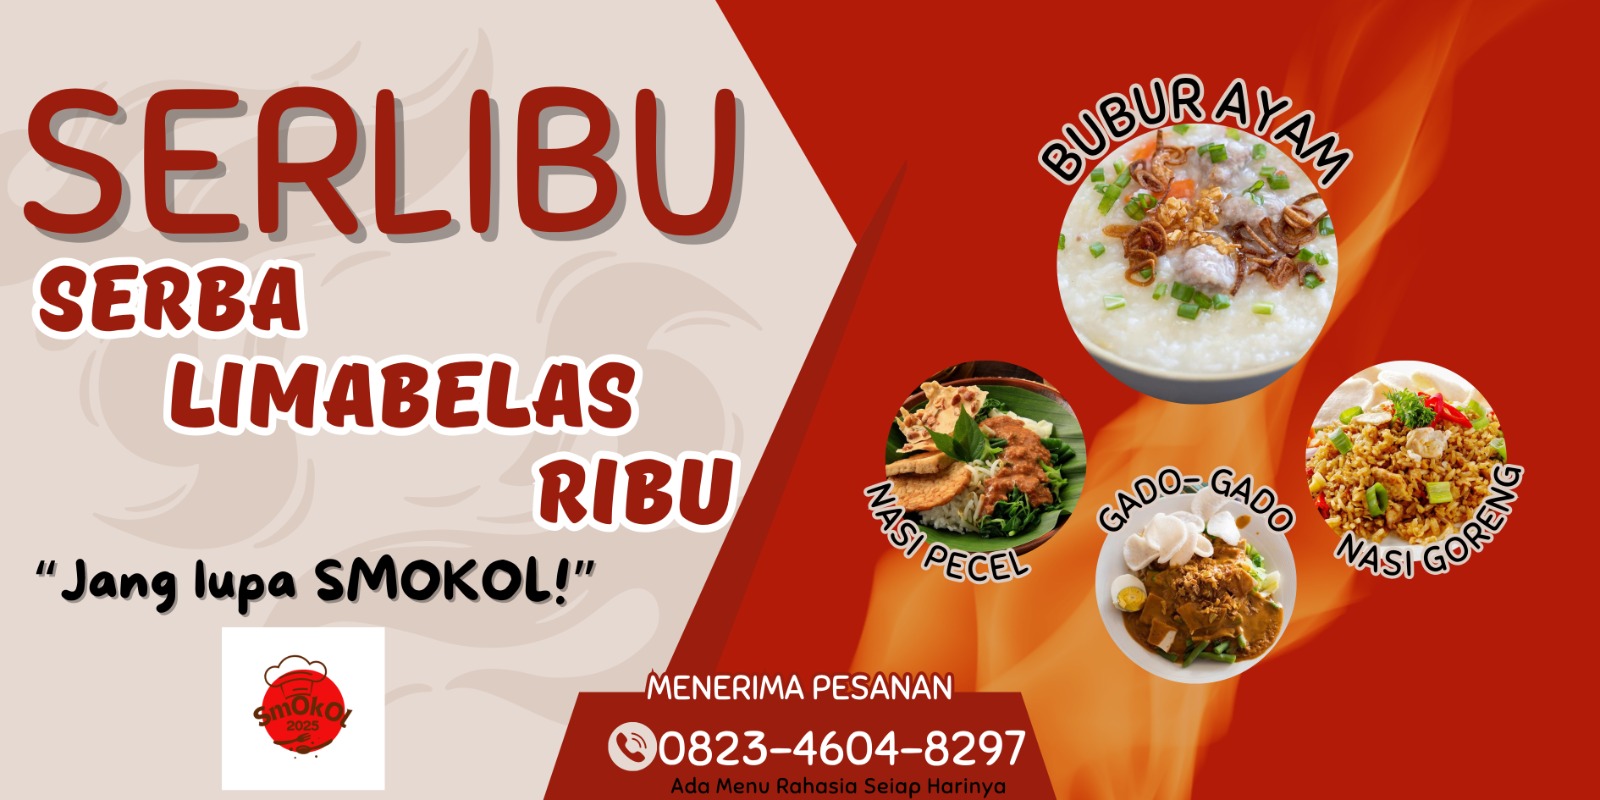 SERLIBU
SERBA
LIMABELAS
RIBU
“Jang lupa SMOKOL!”
SmOkOl
2025
BUBUR AYAM
NASI PECEL
GADO- GADO
NASI GORENG
MENERIMA PESANAN
0823-4604-8297
Ada Menu Rahasia Seiap Harinya